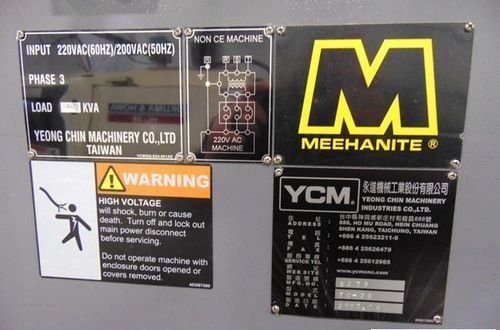 INPUT 220VAC(60HZ)/200VAC(50HZ)
PHASE 3
LOAD KVA
YEONG CHIN MACHINERY CO.,LTD
TAIWAN
NON CE MACHINE
R S T
220V AC
MACHINE
M
MEEHANITE ®
WARNING
HIGH VOLTAGE
will shock, burn or cause
death. Turn off and lock out
main power disconnect
before servicing.
Do not operate machine with
enclosure doors opened or
covers removed.
YCM
永進機械工業股份有限公司
YEONG CHIN MACHINERY
INDUSTRIES CO.,LTD.
ADDRESS
888, HO MU ROAD, HSIN CHUANG
SHEN KANG, TAICHUNG, TAIWAN
TEL +886 4 25623211-9
FAX +886 4 25626479
SERVICE TEL +886 4 25612965
WEBSITE www.ycmcnc.com
MFG.NO.
MODEL
DATE